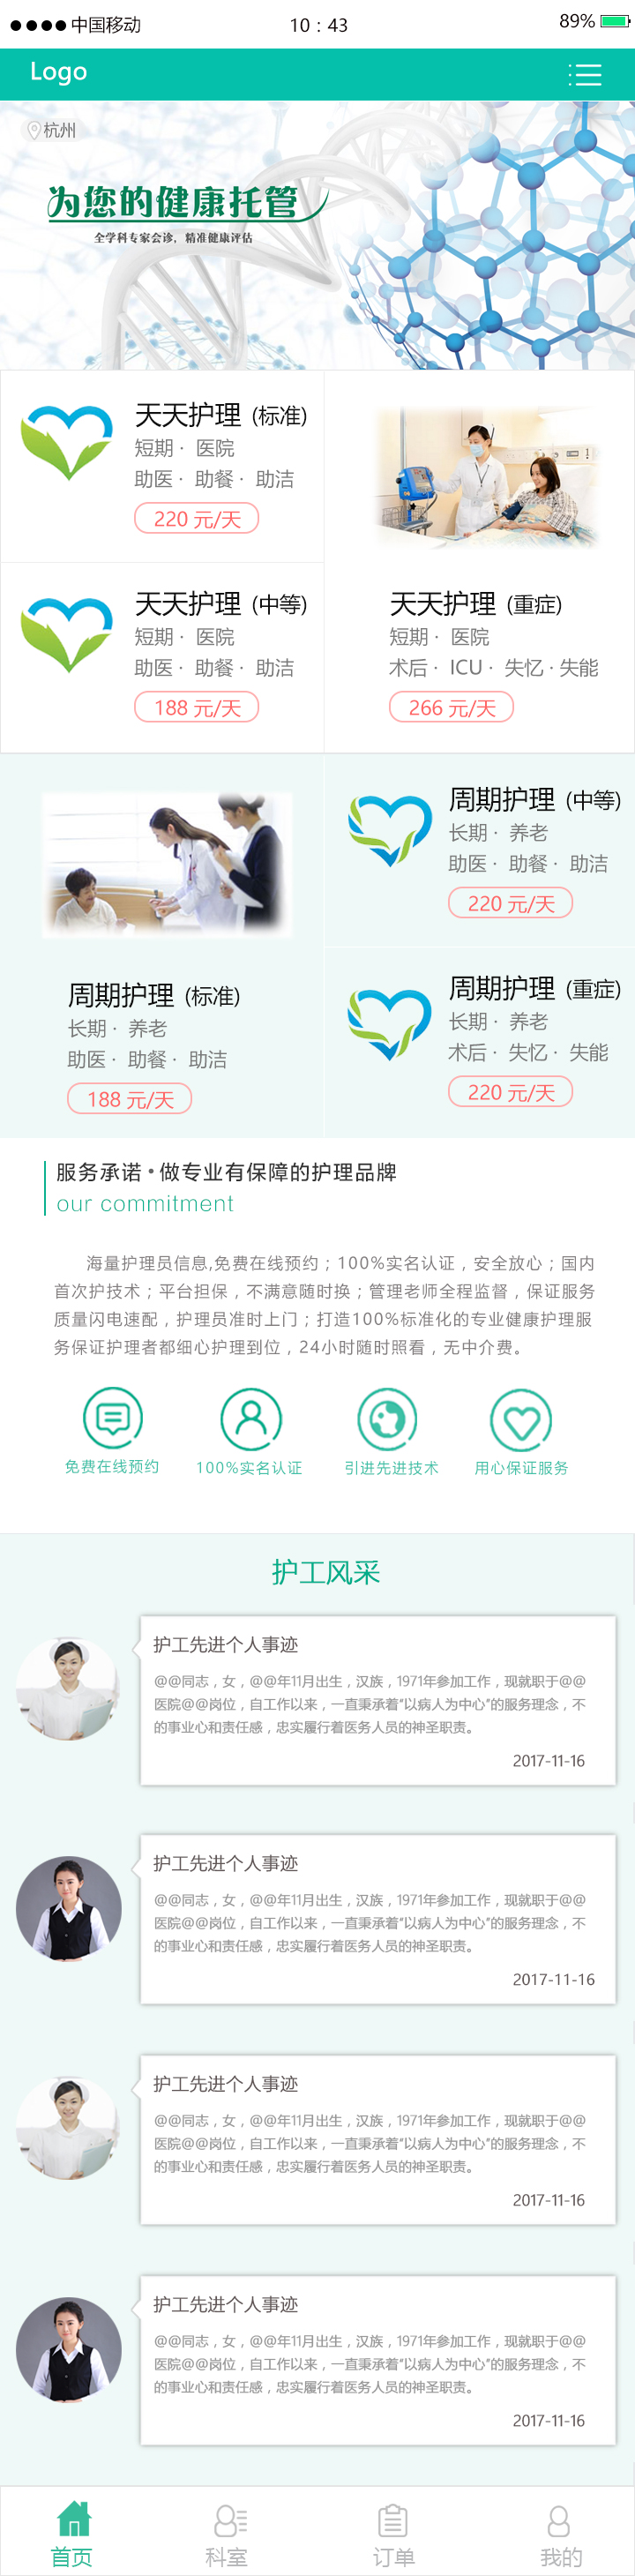 中国移动 10 : 43 89%
Logo
杭州
为您的健康托管
全学科专家会诊，精准健康评估
天天护理 (标准)
短期 · 医院
助医 · 助餐 · 助洁
220 元/天
天天护理 (中等)
短期 · 医院
助医 · 助餐 · 助洁
188 元/天
天天护理 (重症)
短期 · 医院
术后 · ICU · 失忆 · 失能
266 元/天
周期护理 (标准)
长期 · 养老
助医 · 助餐 · 助洁
188 元/天
周期护理 (中等)
长期 · 养老
助医 · 助餐 · 助洁
220 元/天
周期护理 (重症)
长期 · 养老
术后 · 失忆 · 失能
220 元/天
服务承诺•做专业有保障的护理品牌
our commitment
海量护理员信息,免费在线预约；100%实名认证，安全放心；国内
首次护技术；平台担保，不满意随时换；管理老师全程监督，保证服务
质量闪电速配，护理员准时上门；打造100%标准化的专业健康护理服
务保证护理者都细心护理到位，24小时随时照看，无中介费。
免费在线预约 100%实名认证 引进先进技术 用心保证服务
护工风采
护工先进个人事迹
@@同志，女，@@年11月出生，汉族，1971年参加工作，现就职于@@
医院@@岗位，自工作以来，一直秉承着“以病人为中心”的服务理念，不
的事业心和责任感，忠实履行着医务人员的神圣职责。
2017-11-16
护工先进个人事迹
@@同志，女，@@年11月出生，汉族，1971年参加工作，现就职于@@
医院@@岗位，自工作以来，一直秉承着“以病人为中心”的服务理念，不
的事业心和责任感，忠实履行着医务人员的神圣职责。
2017-11-16
护工先进个人事迹
@@同志，女，@@年11月出生，汉族，1971年参加工作，现就职于@@
医院@@岗位，自工作以来，一直秉承着“以病人为中心”的服务理念，不
的事业心和责任感，忠实履行着医务人员的神圣职责。
2017-11-16
护工先进个人事迹
@@同志，女，@@年11月出生，汉族，1971年参加工作，现就职于@@
医院@@岗位，自工作以来，一直秉承着“以病人为中心”的服务理念，不
的事业心和责任感，忠实履行着医务人员的神圣职责。
2017-11-16
首页 科室 订单 我的